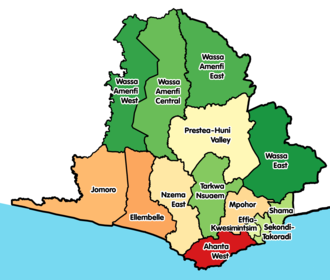 Wassa
Amenfi
East
Wassa
Amenfi
West
Wassa
Amenfi
Central
Prestea-Huni
Valley
Wassa
East
Jomoro
Ellembelle
Nzema
East
Tarkwa
Nsuaem
Mpohor
Shama
Effia-
Kwesimintsim
Sekondi-
Takoradi
Ahanta
West